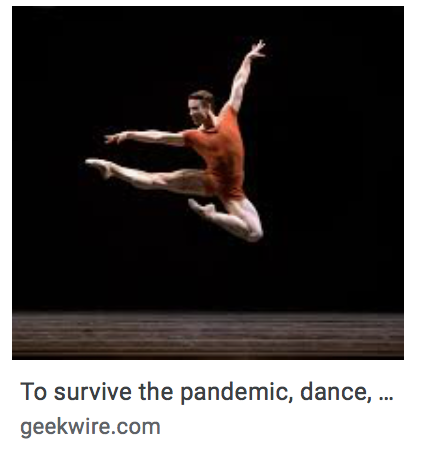 To survive the pandemic, dance, ...
geekwire.com